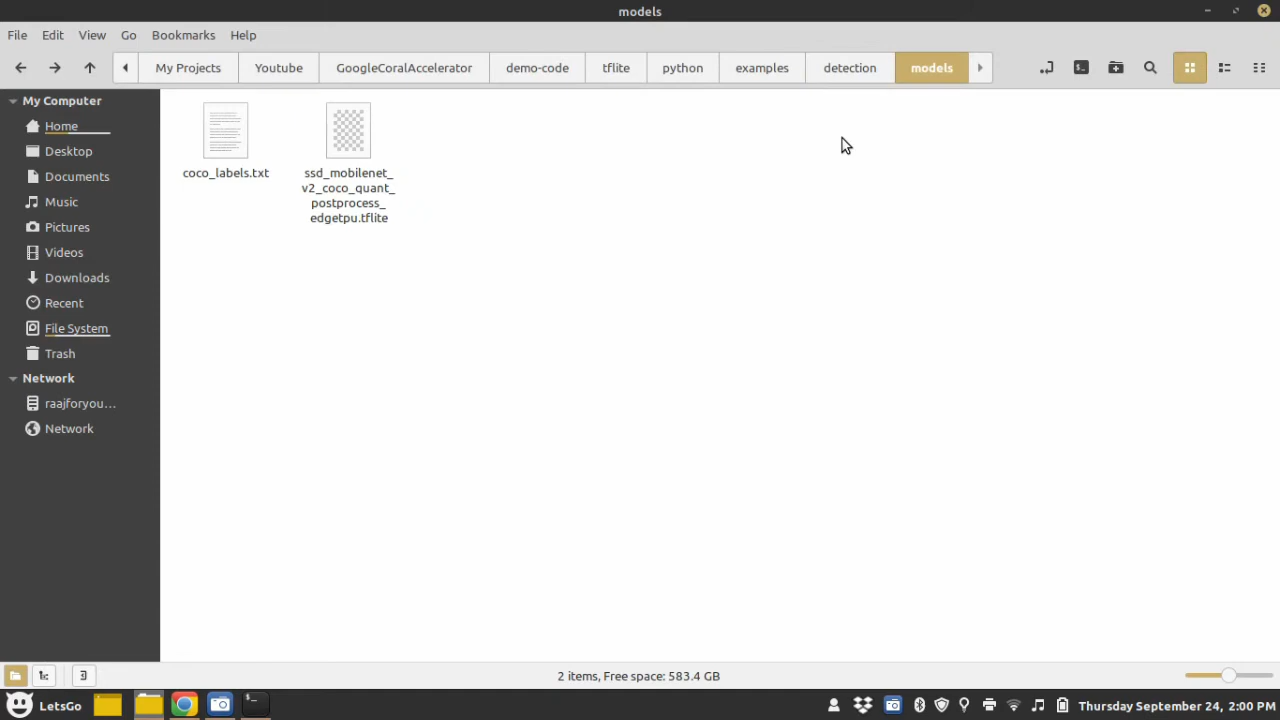 models
File Edit View Go Bookmarks Help
My Projects Youtube GoogleCoralAccelerator demo-code tflite python examples detection models
My Computer
Home
Desktop
Documents
Music
Pictures
Videos
Downloads
Recent
File System
Trash
Network
raajforyou...
Network
coco_labels.txt
ssd_mobilenet_
v2_coco_quant_
postprocess_
edgetpu.tflite
2 items, Free space: 583.4 GB
LetsGo
Thursday September 24, 2:00 PM